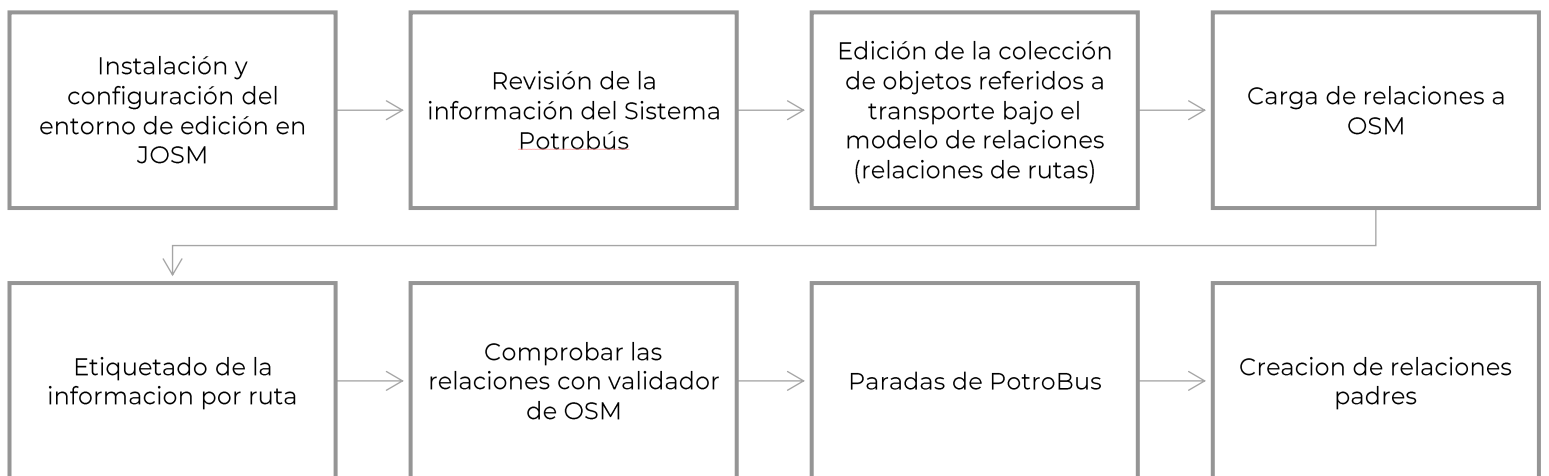 Instalación y
configuración del
entorno de edición en
JOSM
Revisión de la
información del Sistema
Potrobús
Edición de la colección
de objetos referidos a
transporte bajo el
modelo de relaciones
(relaciones de rutas)
Carga de relaciones a
OSM
Etiquetado de la
informacion por ruta
Comprobar las
relaciones con validador
de OSM
Paradas de PotroBus
Creacion de relaciones
padres